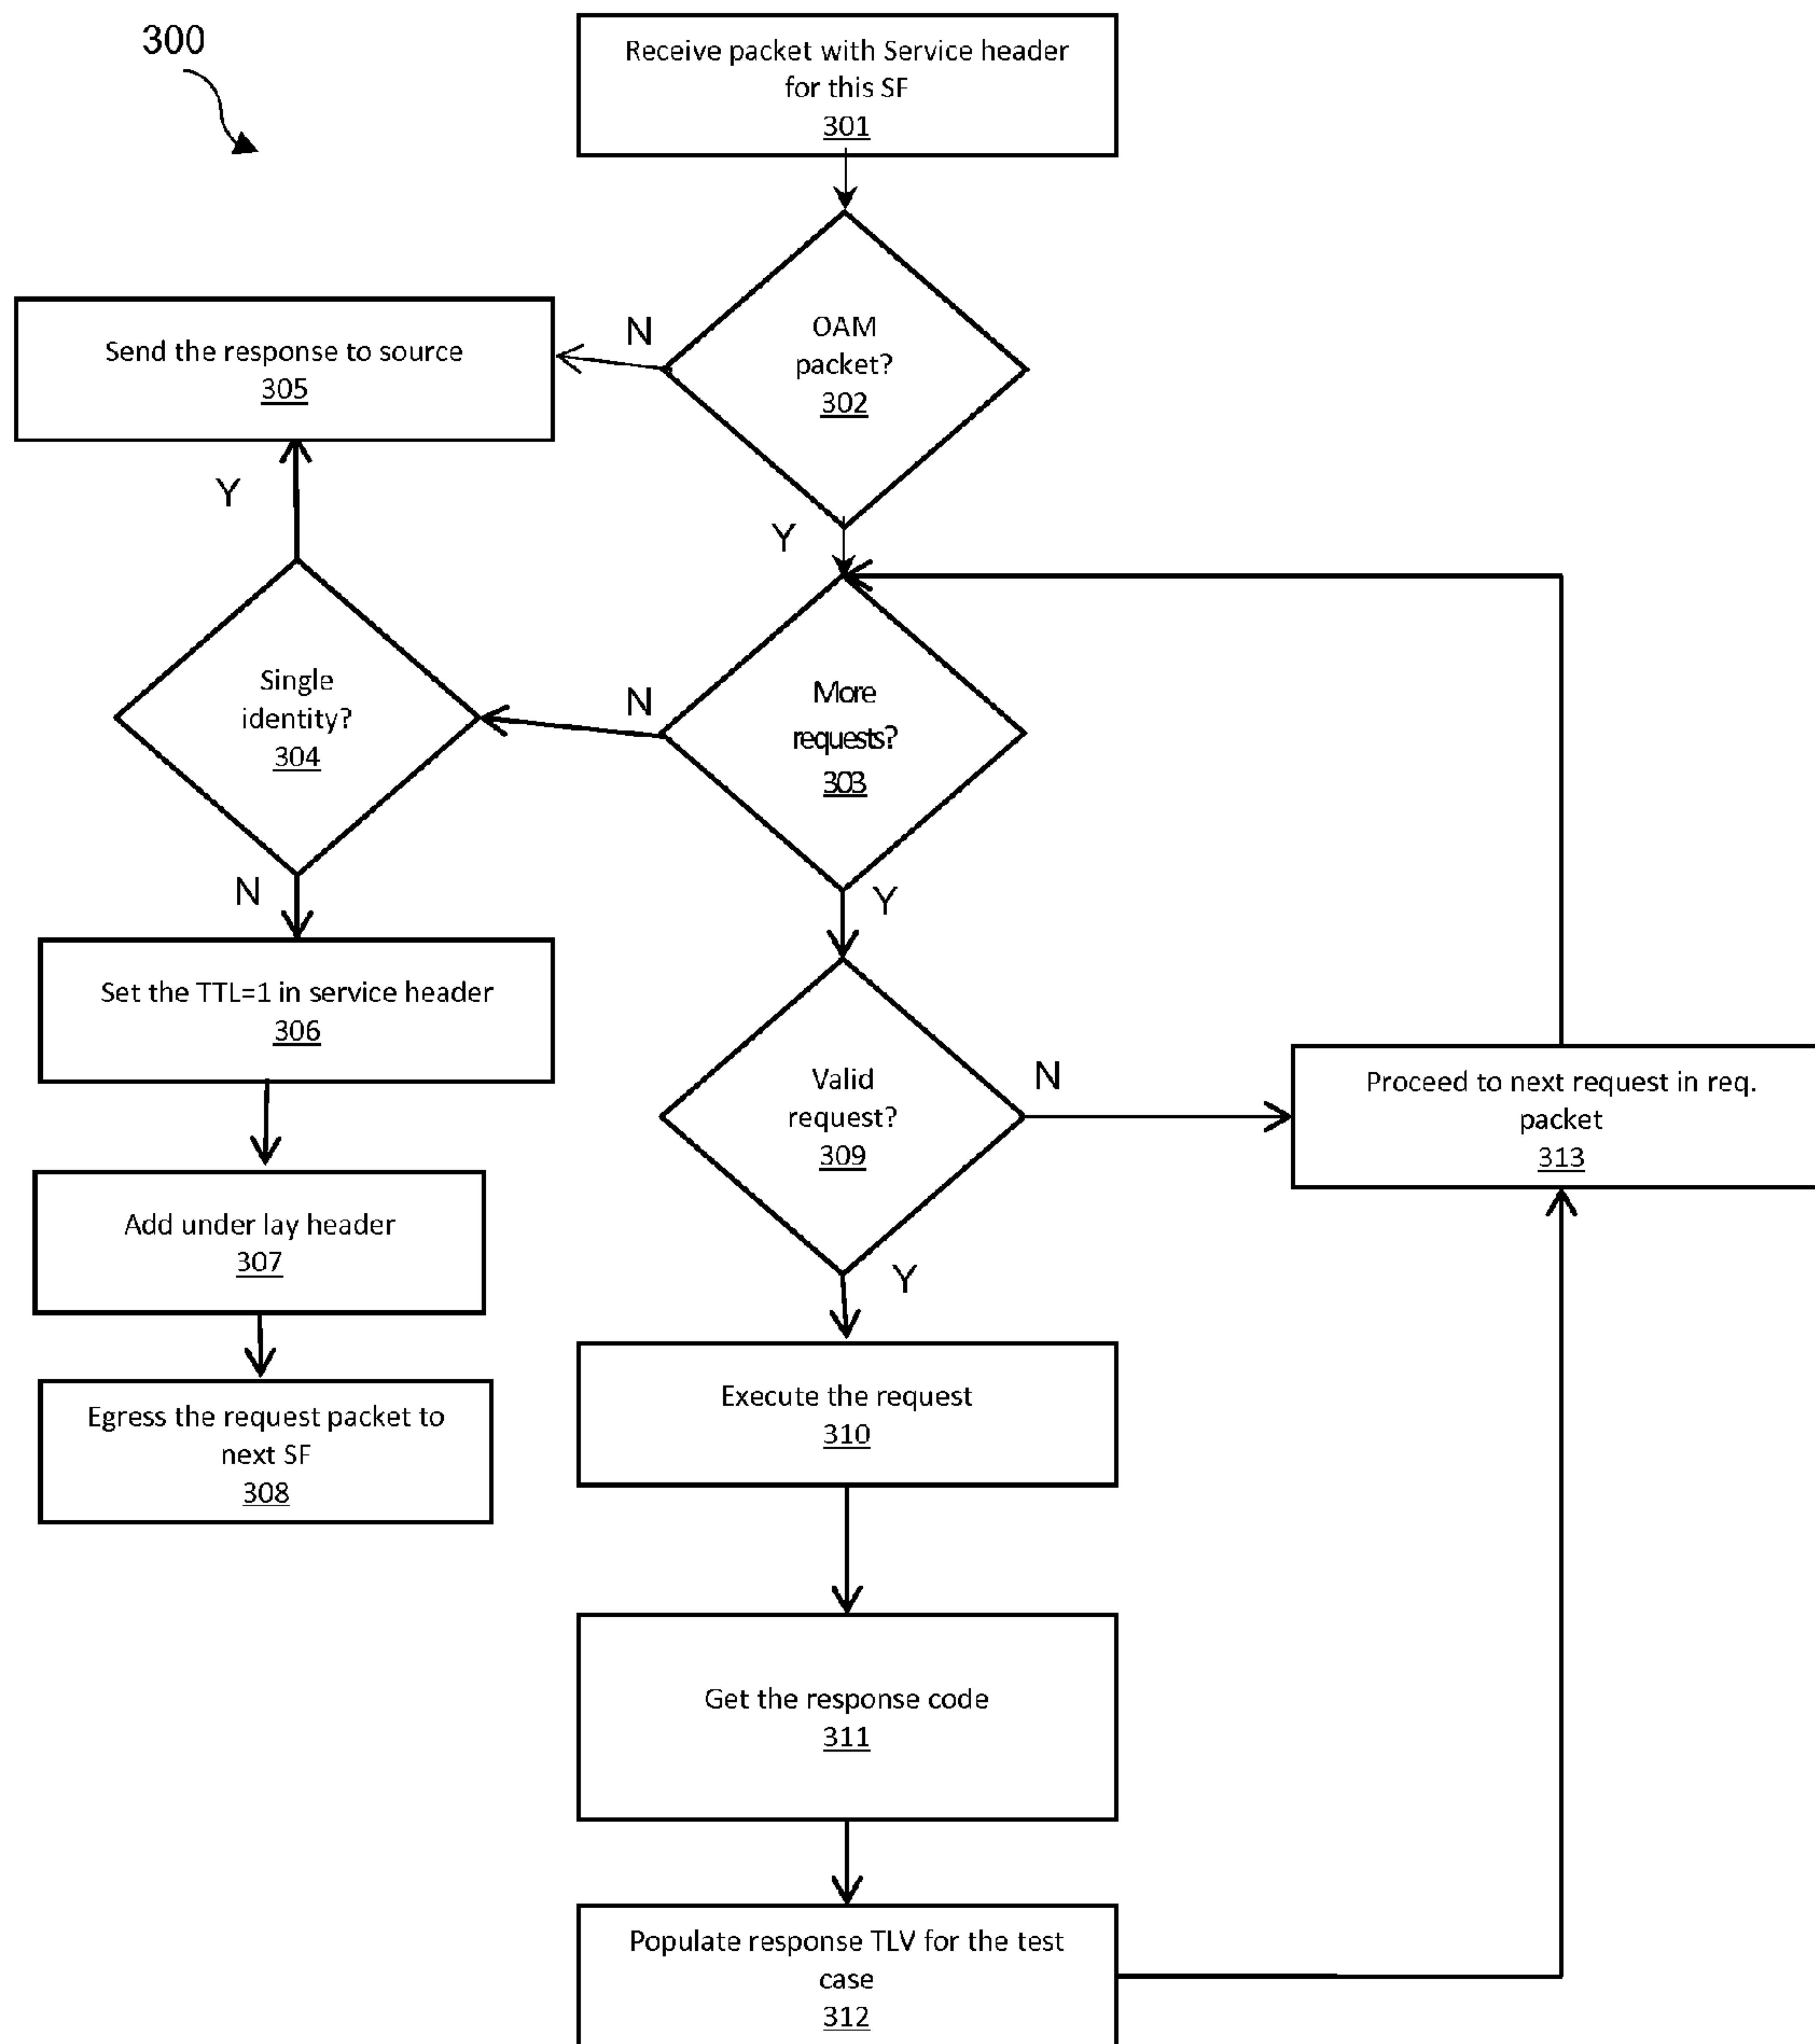 300
Receive packet with Service header
for this SF
301
OAM
packet?
302
N
Send the response to source
305
Y
Y
Single
identity?
304
N
More
requests?
303
N
Y
Set the TTL=1 in service header
306
Valid
request?
309
N
Proceed to next request in req.
packet
313
Add under lay header
307
Y
Egress the request packet to
next SF
308
Execute the request
310
Get the response code
311
Populate response TLV for the test
case
312